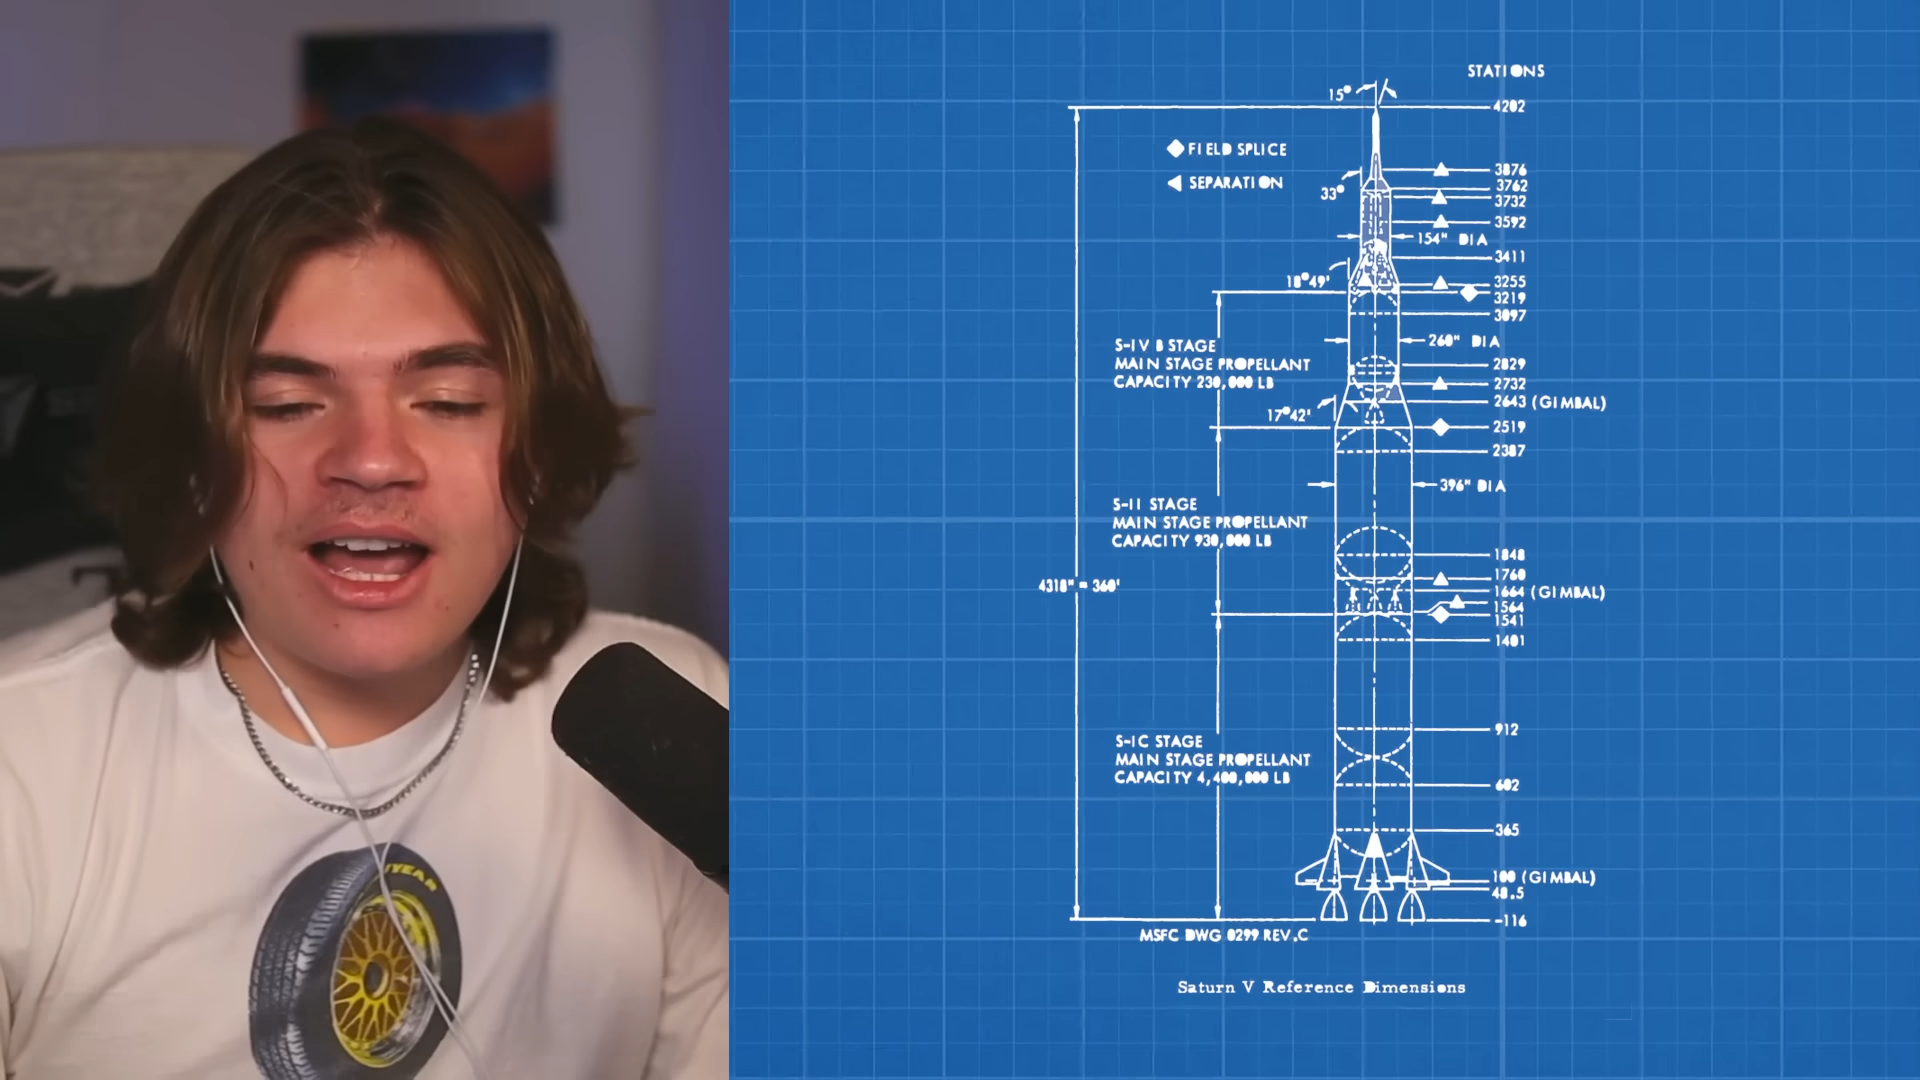 STATIONS
15°
4202
FIELD SPLICE
SEPARATION
3876
3762
33°
3732
3592
154" DIA
3411
18°49'
3255
3219
3097
S-IV B STAGE
MAIN STAGE PROPELLANT
CAPACITY 230,000 LB
260" DIA
2829
2732
2643 (GIMBAL)
17°42'
2519
2387
396" DIA
S-II STAGE
MAIN STAGE PROPELLANT
CAPACITY 930,000 LB
1848
1760
4318" = 360'
1664 (GIMBAL)
1564
1541
1401
912
S-IC STAGE
MAIN STAGE PROPELLANT
CAPACITY 4,400,000 LB
602
365
100 (GIMBAL)
48.5
-116
MSFC DWG 0299 REV.C
Saturn V Reference Dimensions